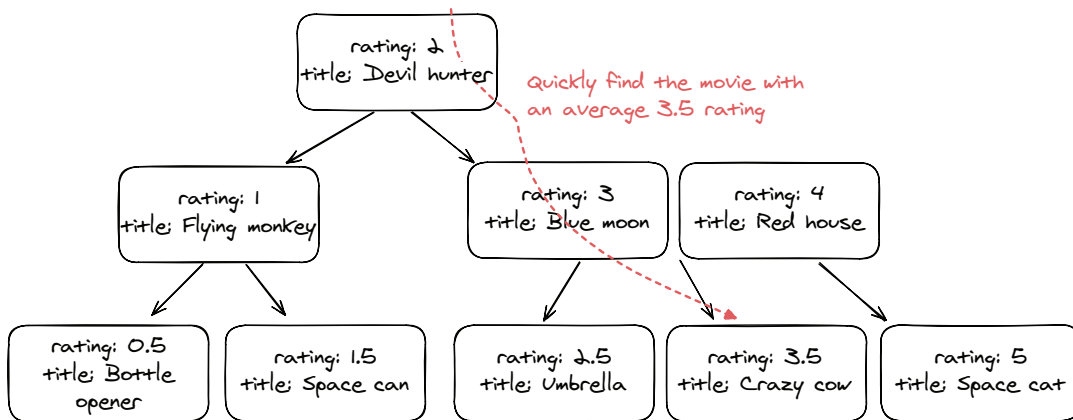 rating: 2
title: Devil hunter
Quickly find the movie with
an average 3.5 rating
rating: 1
title: Flying monkey
rating: 3
title: Blue moon
rating: 4
title: Red house
rating: 0.5
title: Bottle
opener
rating: 1.5
title: Space can
rating: 2.5
title: Umbrella
rating: 3.5
title: Crazy cow
rating: 5
title: Space cat